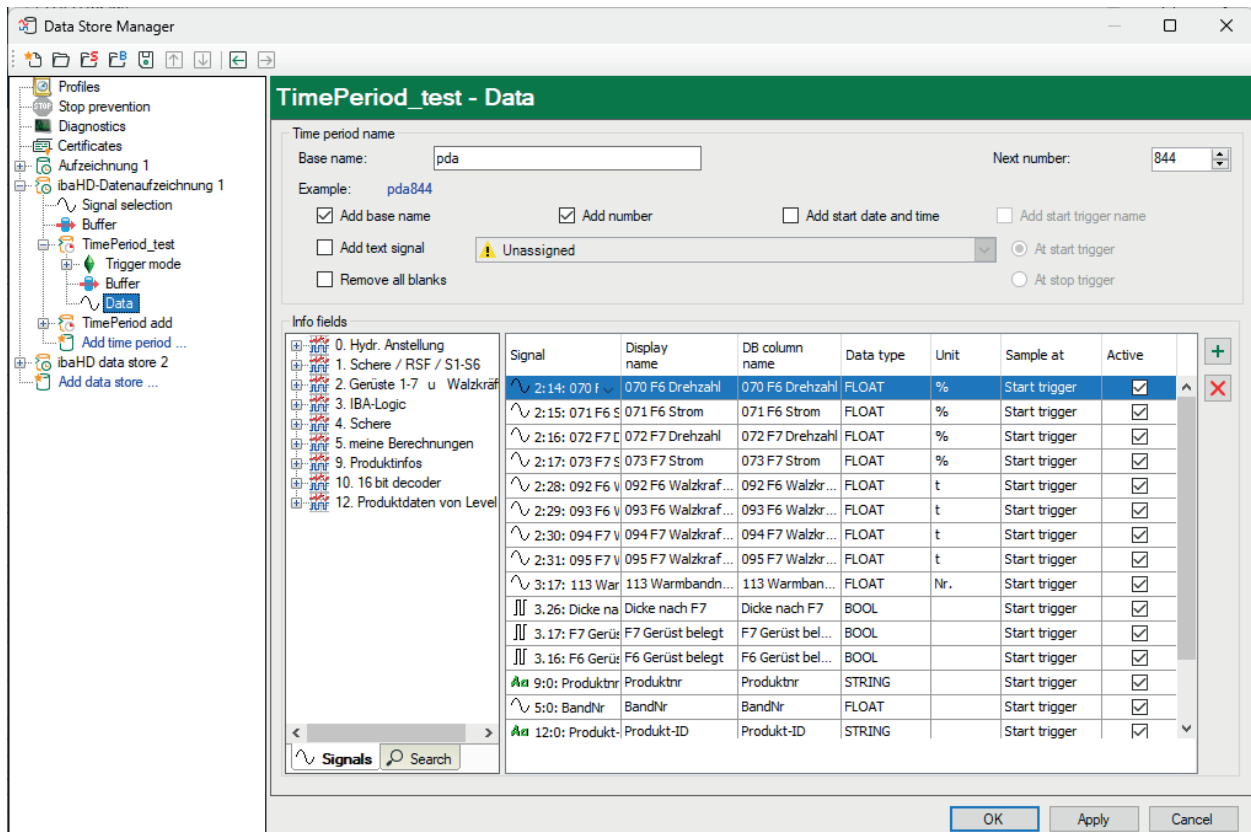 Data Store Manager
Profiles
Stop prevention
Diagnostics
Certificates
Aufzeichnung 1
ibaHD-Datenaufzeichnung 1
Signal selection
Buffer
TimePeriod_test
Trigger mode
Buffer
Data
TimePeriod add
Add time period ...
ibaHD data store 2
Add data store ...
TimePeriod_test - Data
Time period name
Base name: pda Next number: 844
Example: pda844
Add base name Add number Add start date and time Add start trigger name
Add text signal Unassigned At start trigger
Remove all blanks At stop trigger
Info fields
0. Hydr. Anstellung
1. Schere / RSF / S1-S6
2. Gerüste 1-7 u Walzkräf
3. IBA-Logic
4. Schere
5. meine Berechnungen
9. Produktinfos
10. 16 bit decoder
12. Produktdaten von Level
Signals Search
Signal Display name DB column name Data type Unit Sample at Active
2:14: 070 F 070 F6 Drehzahl 070 F6 Drehzahl FLOAT % Start trigger
2:15: 071 F6 S 071 F6 Strom 071 F6 Strom FLOAT % Start trigger
2:16: 072 F7 D 072 F7 Drehzahl 072 F7 Drehzahl FLOAT % Start trigger
2:17: 073 F7 S 073 F7 Strom 073 F7 Strom FLOAT % Start trigger
2:28: 092 F6 W 092 F6 Walzkraf... 092 F6 Walzkr... FLOAT t Start trigger
2:29: 093 F6 W 093 F6 Walzkraf... 093 F6 Walzkr... FLOAT t Start trigger
2:30: 094 F7 W 094 F7 Walzkraf... 094 F7 Walzkr... FLOAT t Start trigger
2:31: 095 F7 W 095 F7 Walzkraf... 095 F7 Walzkr... FLOAT t Start trigger
3:17: 113 War 113 Warmbandn... 113 Warmban... FLOAT Nr. Start trigger
3.26: Dicke na Dicke nach F7 Dicke nach F7 BOOL Start trigger
3.17: F7 Gerüs F7 Gerüst belegt F7 Gerüst bel... BOOL Start trigger
3.16: F6 Gerüs F6 Gerüst belegt F6 Gerüst bel... BOOL Start trigger
Aa 9:0: Produktnr Produktnr Produktnr STRING Start trigger
5:0: BandNr BandNr BandNr FLOAT Start trigger
Aa 12:0: Produkt- Produkt-ID Produkt-ID STRING Start trigger
OK Apply Cancel